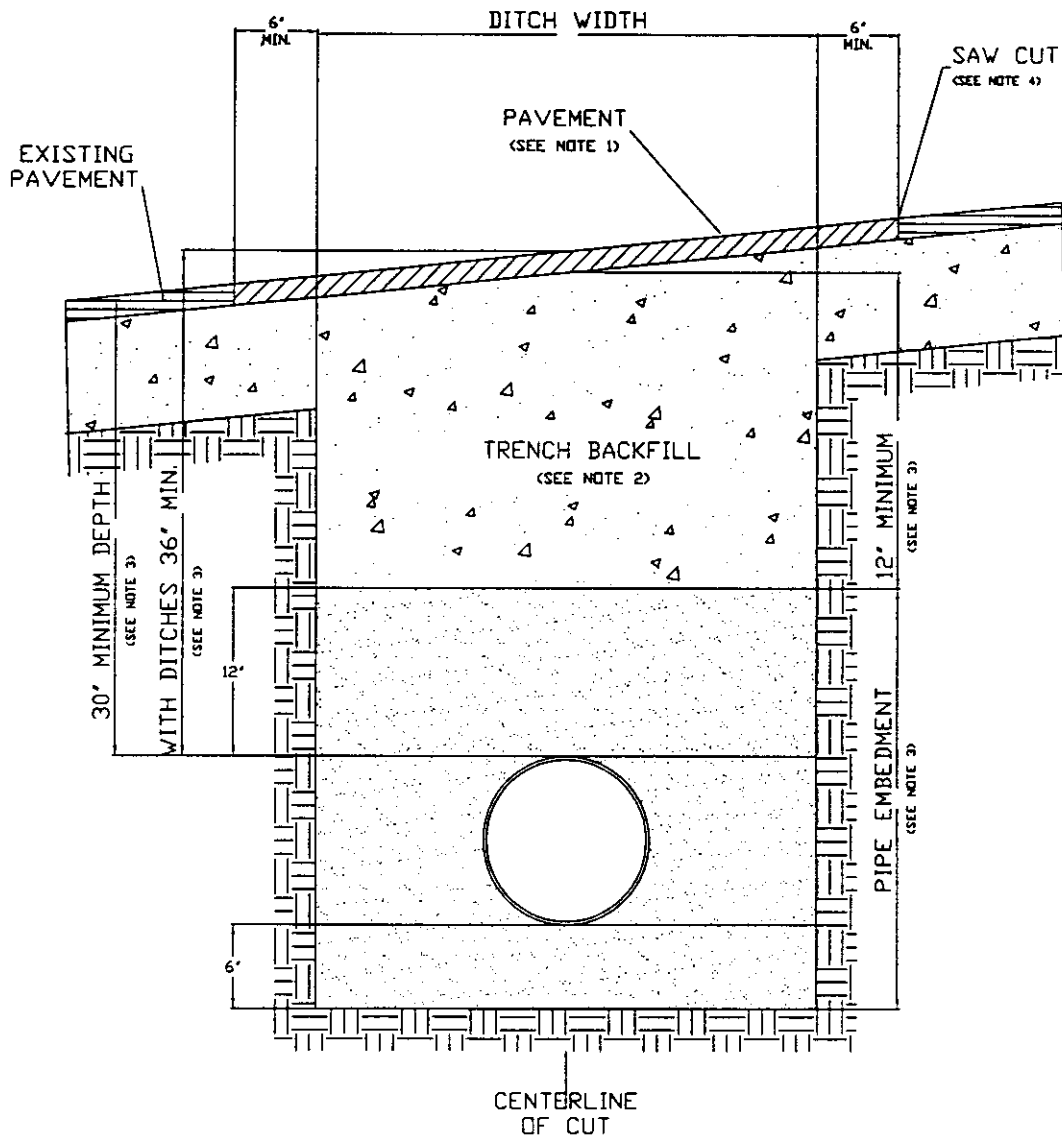 6" MIN.
DITCH WIDTH
6" MIN.
SAW CUT
(SEE NOTE 4)
PAVEMENT
(SEE NOTE 1)
EXISTING
PAVEMENT
TRENCH BACKFILL
(SEE NOTE 2)
30" MINIMUM DEPTH
(SEE NOTE 3)
WITH DITCHES 36" MIN.
(SEE NOTE 3)
12" MINIMUM
(SEE NOTE 3)
12"
PIPE EMBEDMENT
(SEE NOTE 3)
6"
CENTERLINE
OF CUT